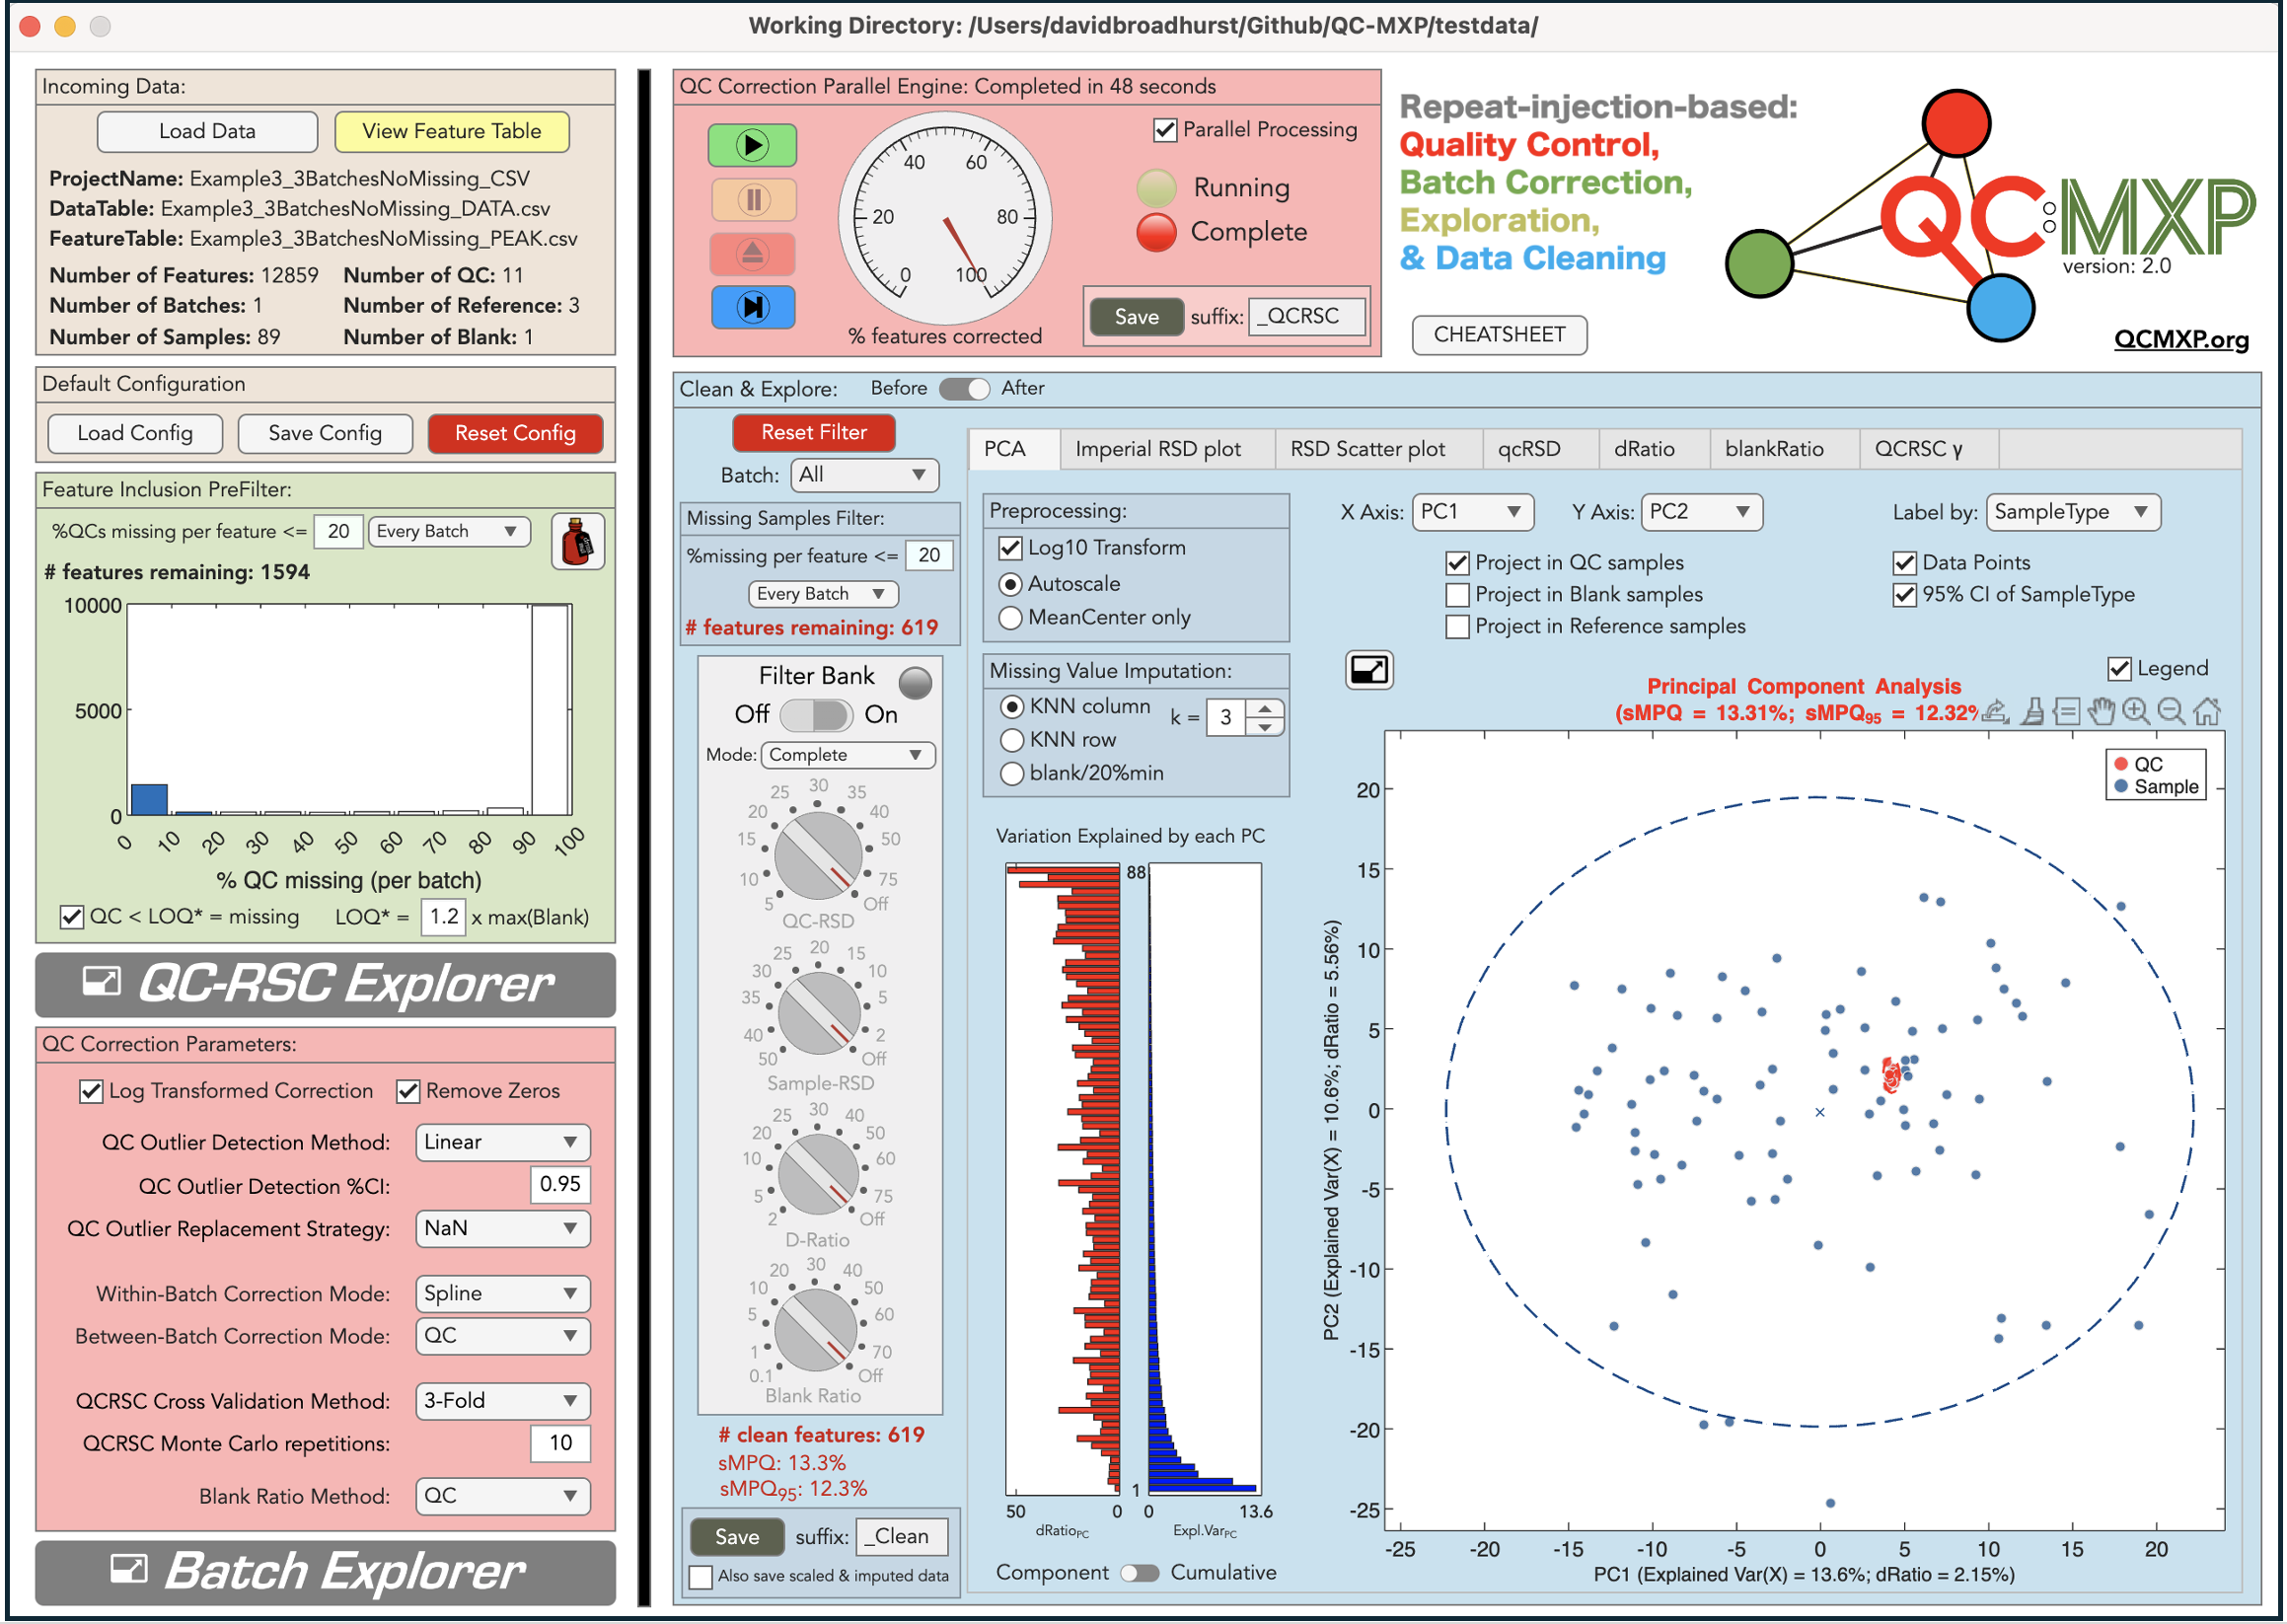 Working Directory: /Users/davidbroadhurst/Github/QC-MXP/testdata/
Incoming Data:
Load Data
View Feature Table
ProjectName: Example3_3BatchesNoMissing_CSV
DataTable: Example3_3BatchesNoMissing_DATA.csv
FeatureTable: Example3_3BatchesNoMissing_PEAK.csv
Number of Features: 12859 Number of QC: 11
Number of Batches: 1 Number of Reference: 3
Number of Samples: 89 Number of Blank: 1
Default Configuration
Load Config
Save Config
Reset Config
Feature Inclusion PreFilter:
%QCs missing per feature <= 20 Every Batch
# features remaining: 1594
10000
5000
0
0 10 20 30 40 50 60 70 80 90 100
% QC missing (per batch)
QC < LOQ* = missing LOQ* = 1.2 x max(Blank)
QC-RSC Explorer
QC Correction Parameters:
Log Transformed Correction Remove Zeros
QC Outlier Detection Method: Linear
QC Outlier Detection %CI: 0.95
QC Outlier Replacement Strategy: NaN
Within-Batch Correction Mode: Spline
Between-Batch Correction Mode: QC
QCRSC Cross Validation Method: 3-Fold
QCRSC Monte Carlo repetitions: 10
Blank Ratio Method: QC
Batch Explorer
QC Correction Parallel Engine: Completed in 48 seconds
0 20 40 60 80 100
% features corrected
Parallel Processing
Running
Complete
Save suffix: _QCRSC
Repeat-injection-based:
Quality Control,
Batch Correction,
Exploration,
& Data Cleaning
CHEATSHEET
QC::MXP
version: 2.0
QCMXP.org
Clean & Explore: Before After
Reset Filter
Batch: All
Missing Samples Filter:
%missing per feature <= 20
Every Batch
# features remaining: 619
Filter Bank
Off On
Mode: Complete
5 10 15 20 25 30 35 40 50 75 Off
QC-RSD
50 40 35 30 25 20 15 10 5 2 Off
Sample-RSD
2 5 10 20 25 30 40 50 60 75 Off
D-Ratio
0.1 1 5 10 20 30 40 50 60 70 Off
Blank Ratio
# clean features: 619
sMPQ: 13.3%
sMPQ95: 12.3%
Save suffix: _Clean
Also save scaled & imputed data
PCA
Imperial RSD plot
RSD Scatter plot
qcRSD
dRatio
blankRatio
QCRSC γ
Preprocessing:
Log10 Transform
Autoscale
MeanCenter only
Missing Value Imputation:
KNN column k = 3
KNN row
blank/20%min
Variation Explained by each PC
88
1
50 0 0 13.6
dRatioPC Expl.VarPC
Component Cumulative
X Axis: PC1 Y Axis: PC2 Label by: SampleType
Project in QC samples
Project in Blank samples
Project in Reference samples
Data Points
95% CI of SampleType
Legend
Principal Component Analysis
(sMPQ = 13.31%; sMPQ95 = 12.32%
QC
Sample
20
15
10
5
0
-5
-10
-15
-20
-25
PC2 (Explained Var(X) = 10.6%; dRatio = 5.56%)
-25 -20 -15 -10 -5 0 5 10 15 20
PC1 (Explained Var(X) = 13.6%; dRatio = 2.15%)